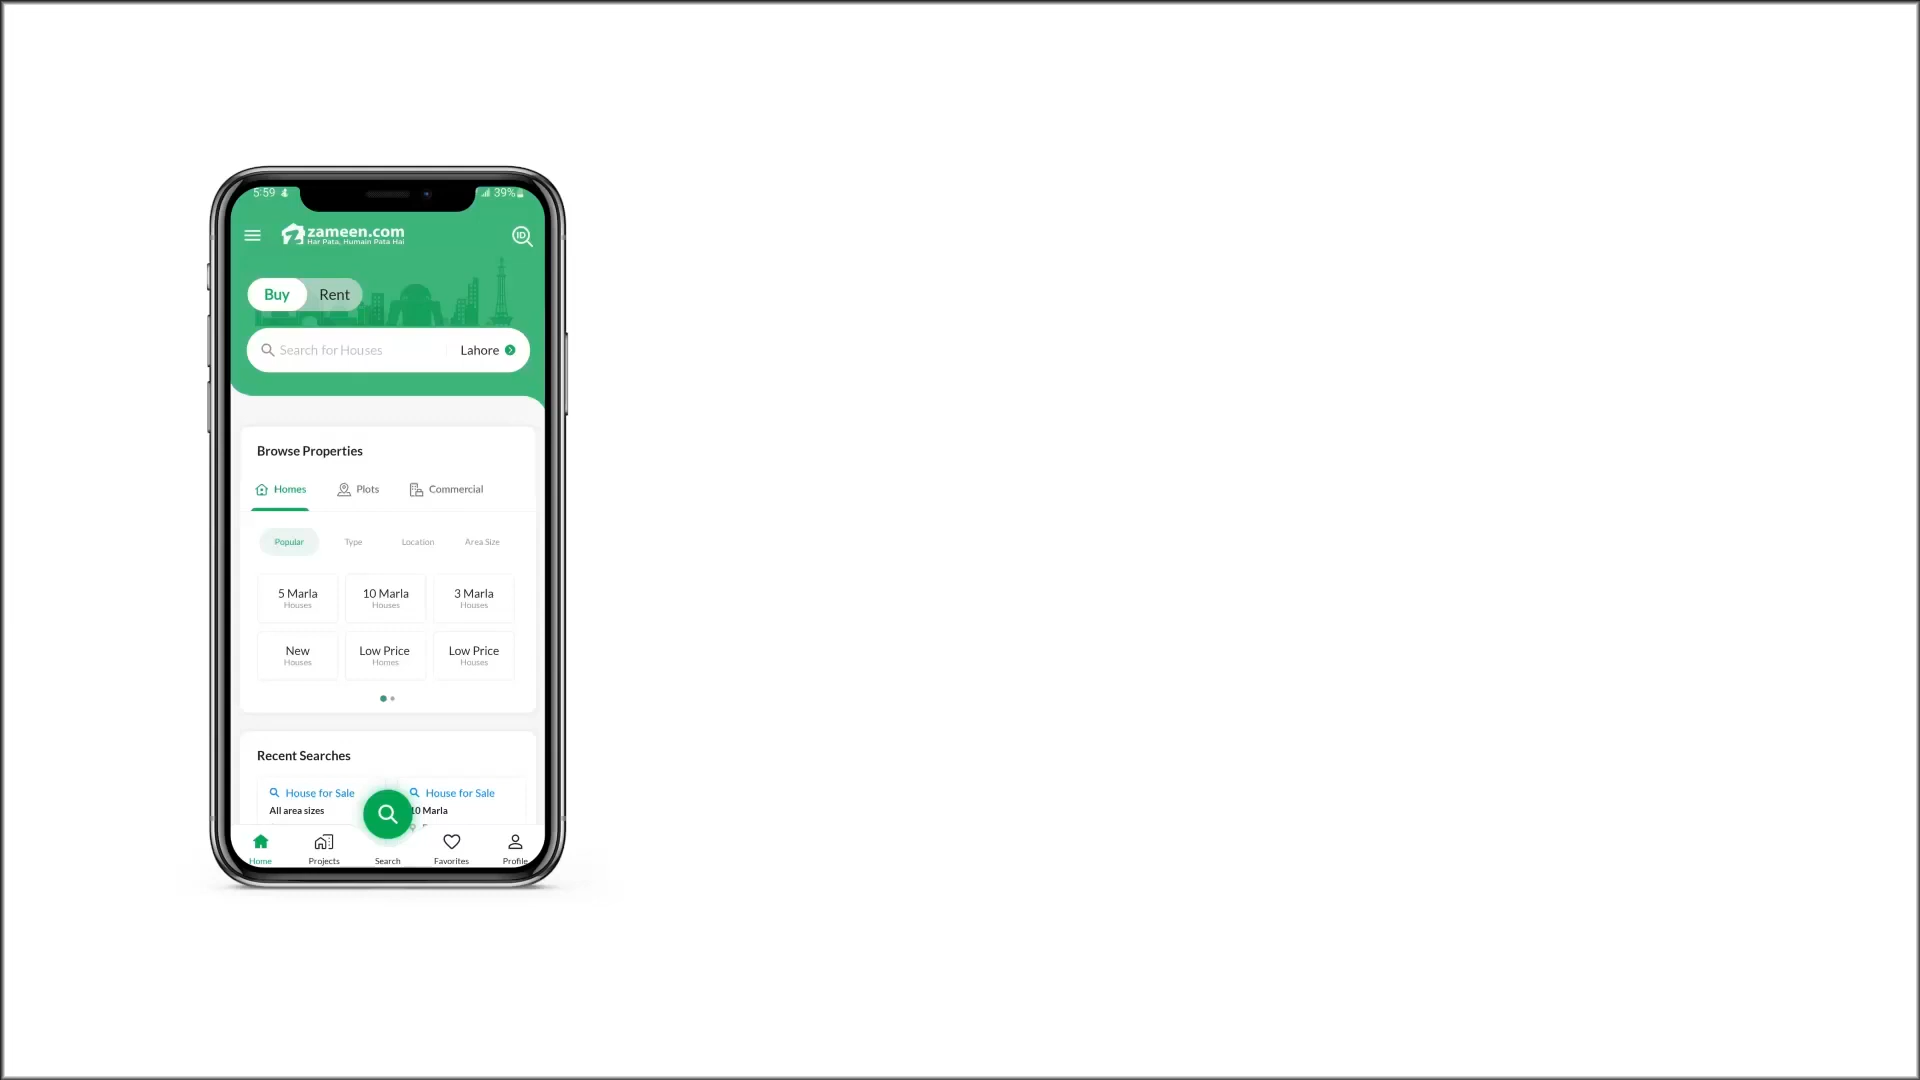 5:59 39%
zameen.com
Har Pata, Humain Pata Hai
ID
Buy Rent
Search for Houses Lahore
Browse Properties
Homes Plots Commercial
Popular Type Location Area Size
5 Marla 10 Marla 3 Marla
Houses Houses Houses
New Low Price Low Price
Houses Homes Houses
Recent Searches
House for Sale House for Sale
All area sizes 10 Marla
Home Projects Search Favorites Profile